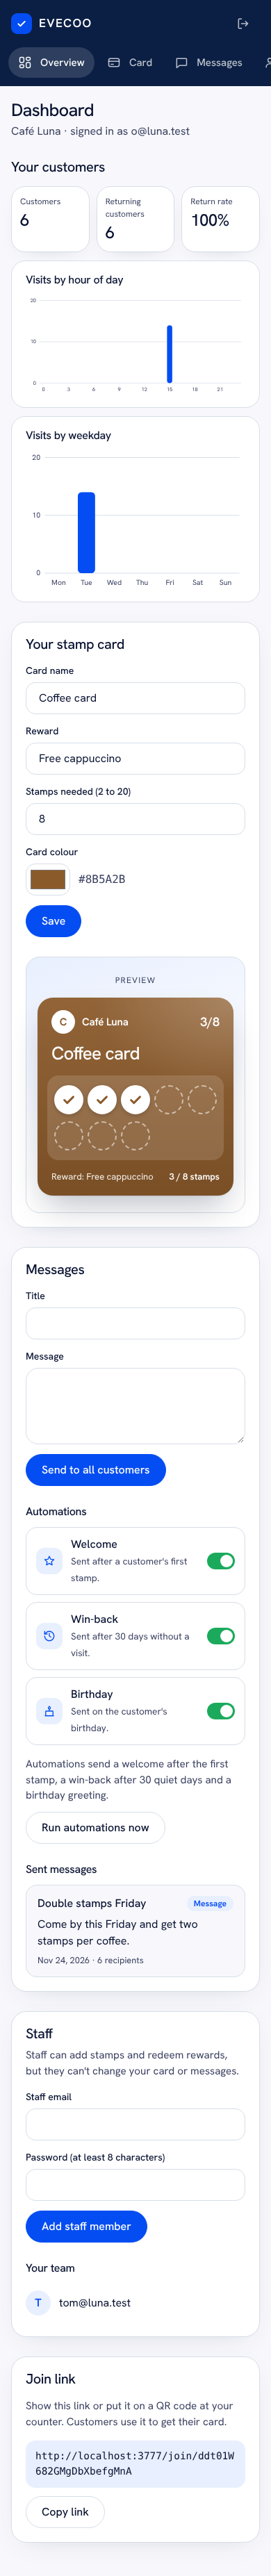 EVECOO
Overview
Card
Messages
Dashboard
Café Luna · signed in as o@luna.test
Your customers
Customers
6
Returning
customers
6
Return rate
100%
Visits by hour of day
20
10
0
0 3 6 9 12 15 18 21
Visits by weekday
20
10
0
Mon Tue Wed Thu Fri Sat Sun
Your stamp card
Card name
Coffee card
Reward
Free cappuccino
Stamps needed (2 to 20)
8
Card colour
#8B5A2B
Save
PREVIEW
C Café Luna 3/8
Coffee card
Reward: Free cappuccino 3 / 8 stamps
Messages
Title
Message
Send to all customers
Automations
Welcome
Sent after a customer's first
stamp.
Win-back
Sent after 30 days without a
visit.
Birthday
Sent on the customer's
birthday.
Automations send a welcome after the first
stamp, a win-back after 30 quiet days and a
birthday greeting.
Run automations now
Sent messages
Double stamps Friday Message
Come by this Friday and get two
stamps per coffee.
Nov 24, 2026 · 6 recipients
Staff
Staff can add stamps and redeem rewards,
but they can't change your card or messages.
Staff email
Password (at least 8 characters)
Add staff member
Your team
T tom@luna.test
Join link
Show this link or put it on a QR code at your
counter. Customers use it to get their card.
http://localhost:3777/join/ddt01W
682GMgDbXbefgMnA
Copy link